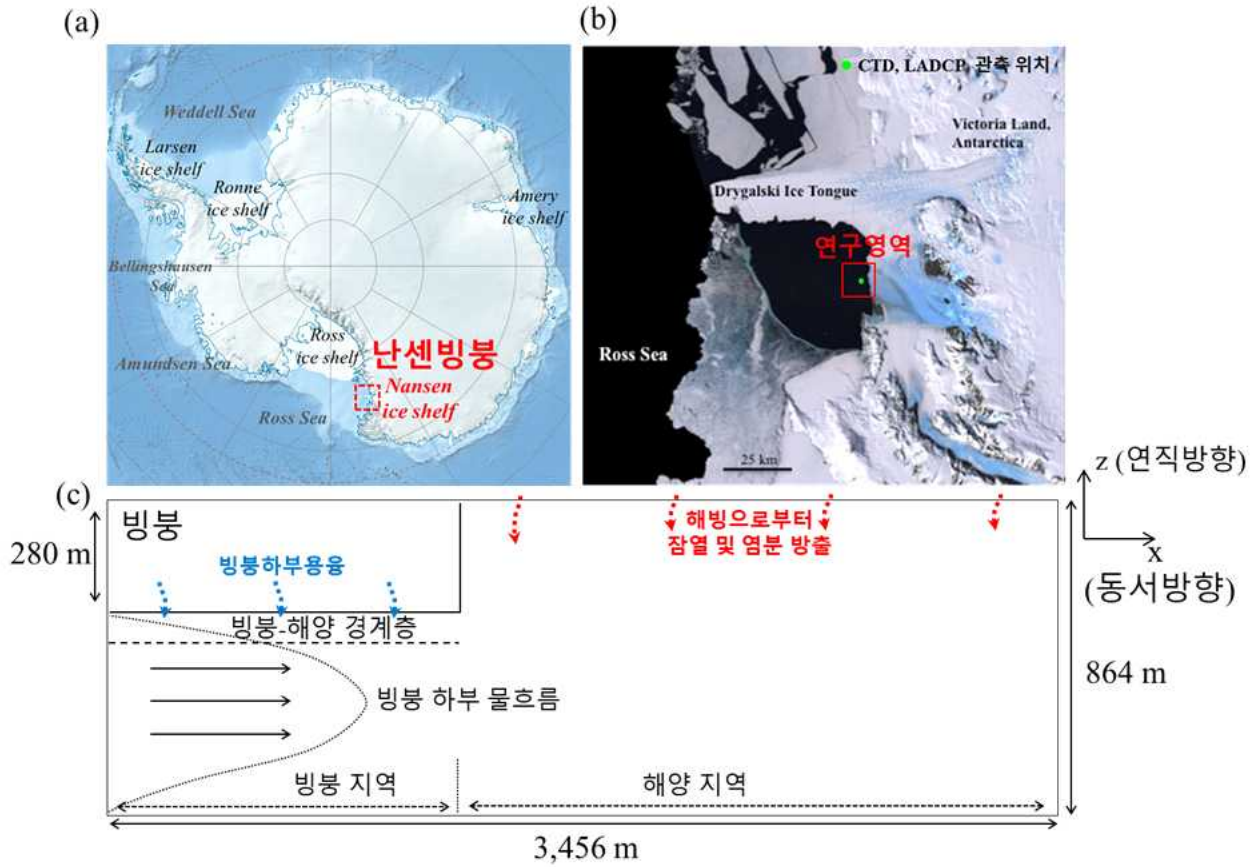 (a)
Weddell Sea
Larsen
ice shelf
Ronne
ice shelf
Amery
ice shelf
Bellingshausen
Sea
Ross
ice shelf
Amundsen Sea
난센빙붕
Nansen
ice shelf
Ross Sea
(b)
CTD, LADCP, 관측 위치
Victoria Land,
Antarctica
Drygalski Ice Tongue
연구영역
Ross Sea
25 km
z (연직방향)
x
(동서방향)
(c)
빙붕
280 m
빙붕하부용융
해빙으로부터
잠열 및 염분 방출
빙붕-해양 경계층
빙붕 하부 물흐름
864 m
빙붕 지역
해양 지역
3,456 m